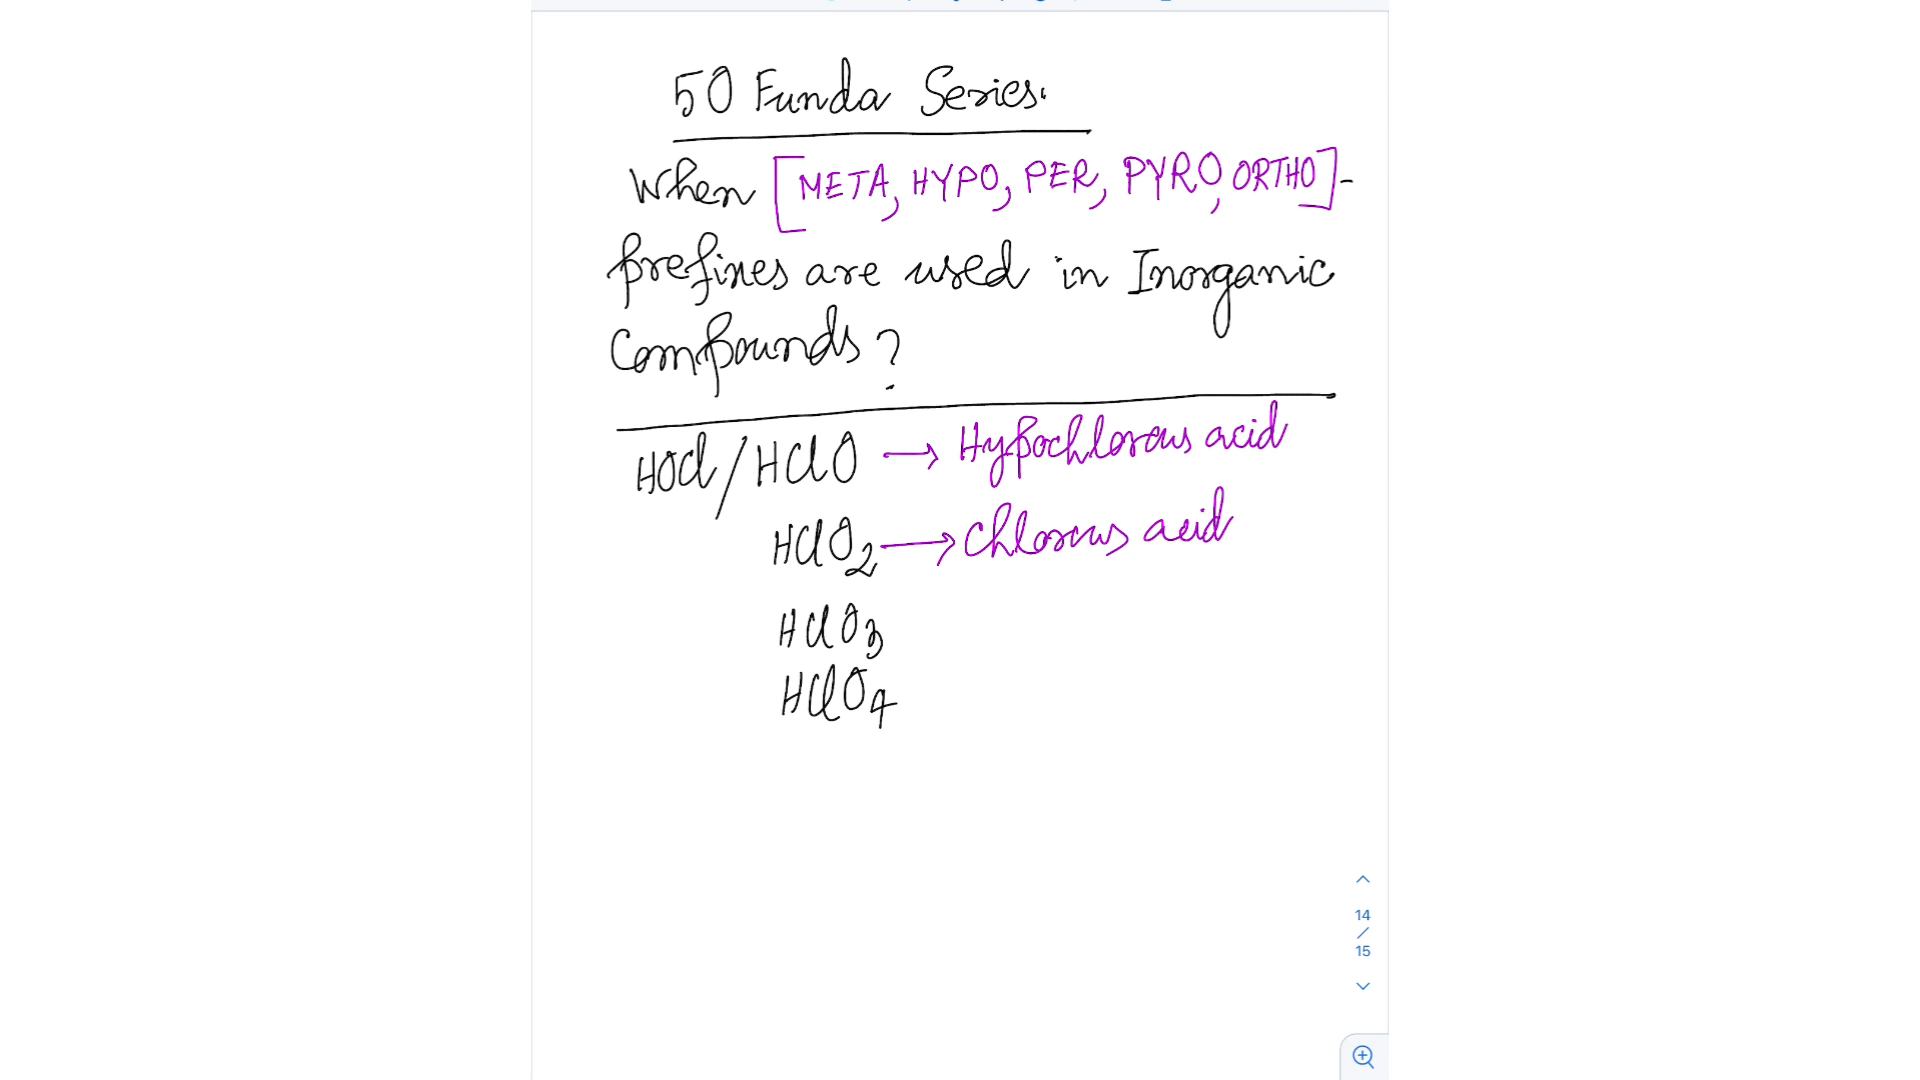 50 Funda Series.
When [META, HYPO, PER, PYRO, ORTHO]-
prefixes are used in Inorganic
Compounds?
HOCl/HClO → Hypochlorous acid
HClO2 → Chlorous acid
HClO3
HClO4
14
/
15